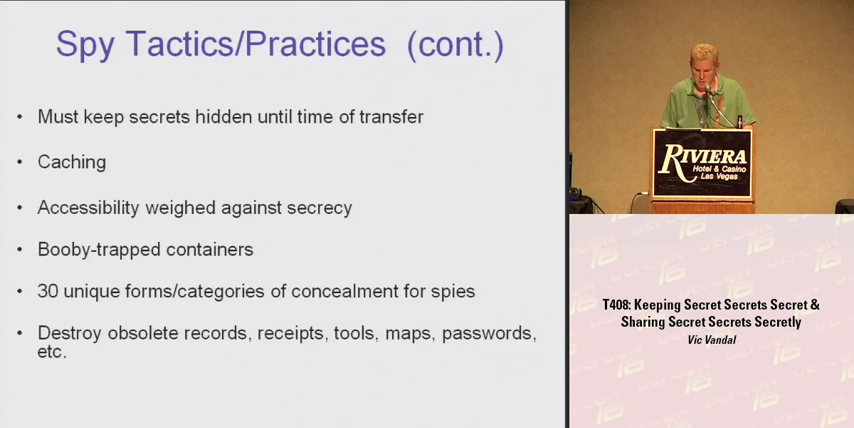 Spy Tactics/Practices (cont.)
• Must keep secrets hidden until time of transfer
• Caching
• Accessibility weighed against secrecy
• Booby-trapped containers
• 30 unique forms/categories of concealment for spies
• Destroy obsolete records, receipts, tools, maps, passwords,
etc.
RIVIERA
Hotel & Casino
Las Vegas
T408: Keeping Secret Secrets Secret &
Sharing Secret Secrets Secretly
Vic Vandal